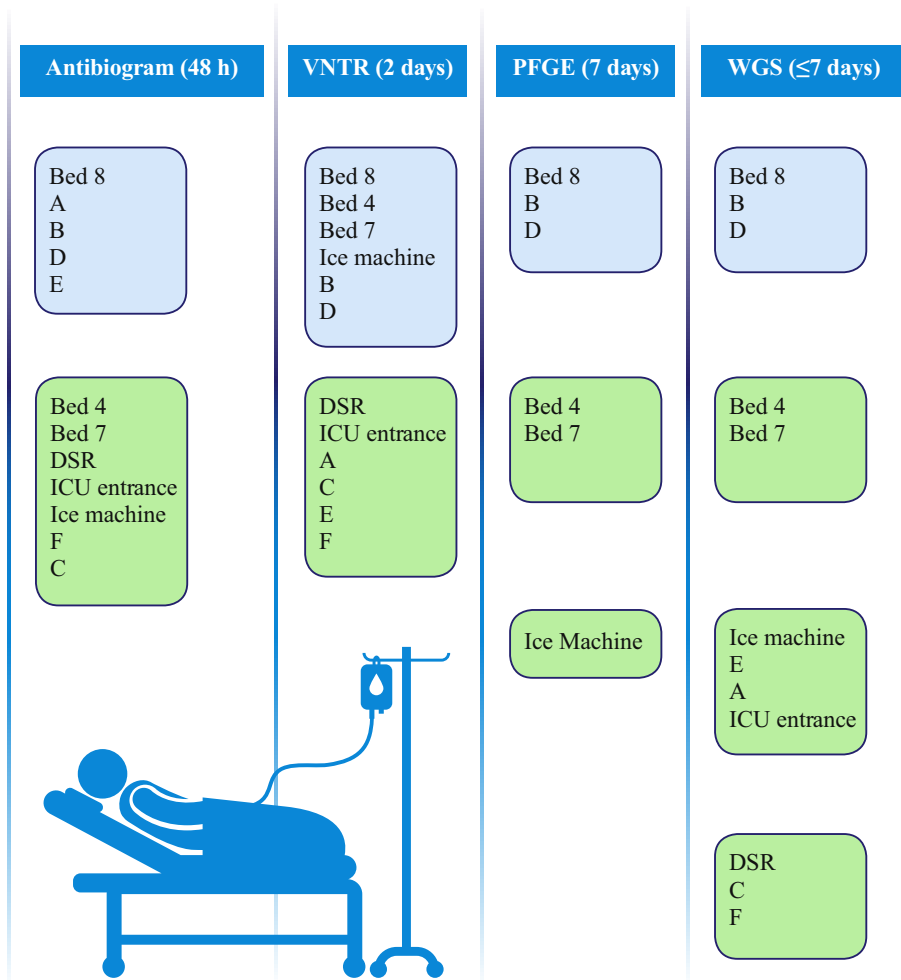 Antibiogram (48 h)
Bed 8
A
B
D
E
Bed 4
Bed 7
DSR
ICU entrance
Ice machine
F
C
VNTR (2 days)
Bed 8
Bed 4
Bed 7
Ice machine
B
D
DSR
ICU entrance
A
C
E
F
PFGE (7 days)
Bed 8
B
D
Bed 4
Bed 7
Ice Machine
WGS (≤7 days)
Bed 8
B
D
Bed 4
Bed 7
Ice machine
E
A
ICU entrance
DSR
C
F